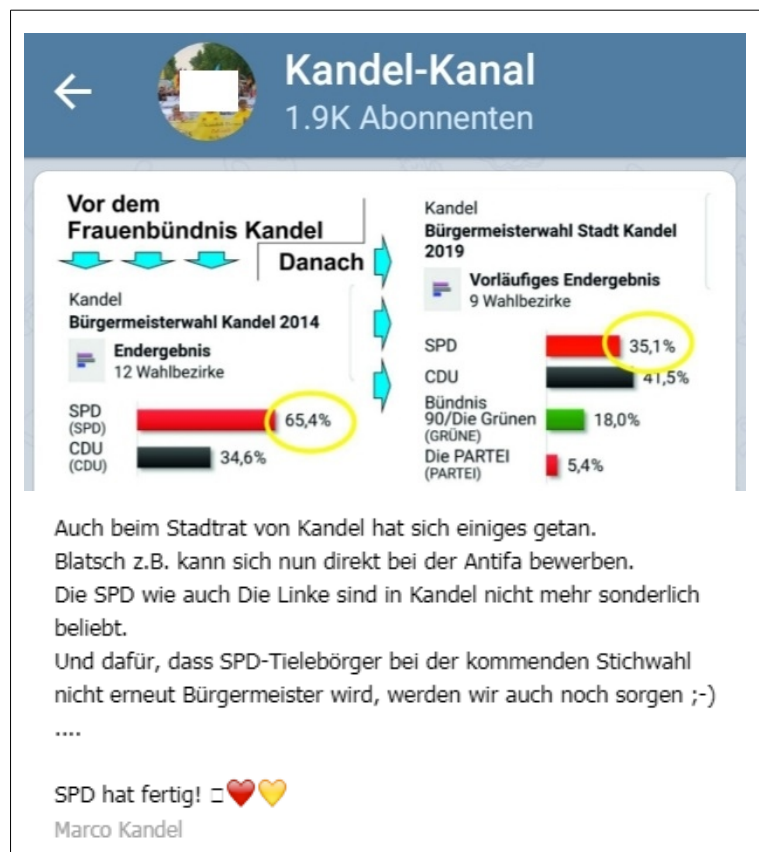 Kandel-Kanal
1.9K Abonnenten
Vor dem
Frauenbündnis Kandel
Danach
Kandel
Bürgermeisterwahl Kandel 2014
Endergebnis
12 Wahlbezirke
SPD
(SPD)
65,4%
CDU
(CDU)
34,6%
Kandel
Bürgermeisterwahl Stadt Kandel
2019
Vorläufiges Endergebnis
9 Wahlbezirke
SPD
35,1%
CDU
41,5%
Bündnis
90/Die Grünen
(GRÜNE)
18,0%
Die PARTEI
(PARTEI)
5,4%
Auch beim Stadtrat von Kandel hat sich einiges getan.
Blatsch z.B. kann sich nun direkt bei der Antifa bewerben.
Die SPD wie auch Die Linke sind in Kandel nicht mehr sonderlich
beliebt.
Und dafür, dass SPD-Tielebörger bei der kommenden Stichwahl
nicht erneut Bürgermeister wird, werden wir auch noch sorgen ;-)
....
SPD hat fertig! □❤️💛
Marco Kandel